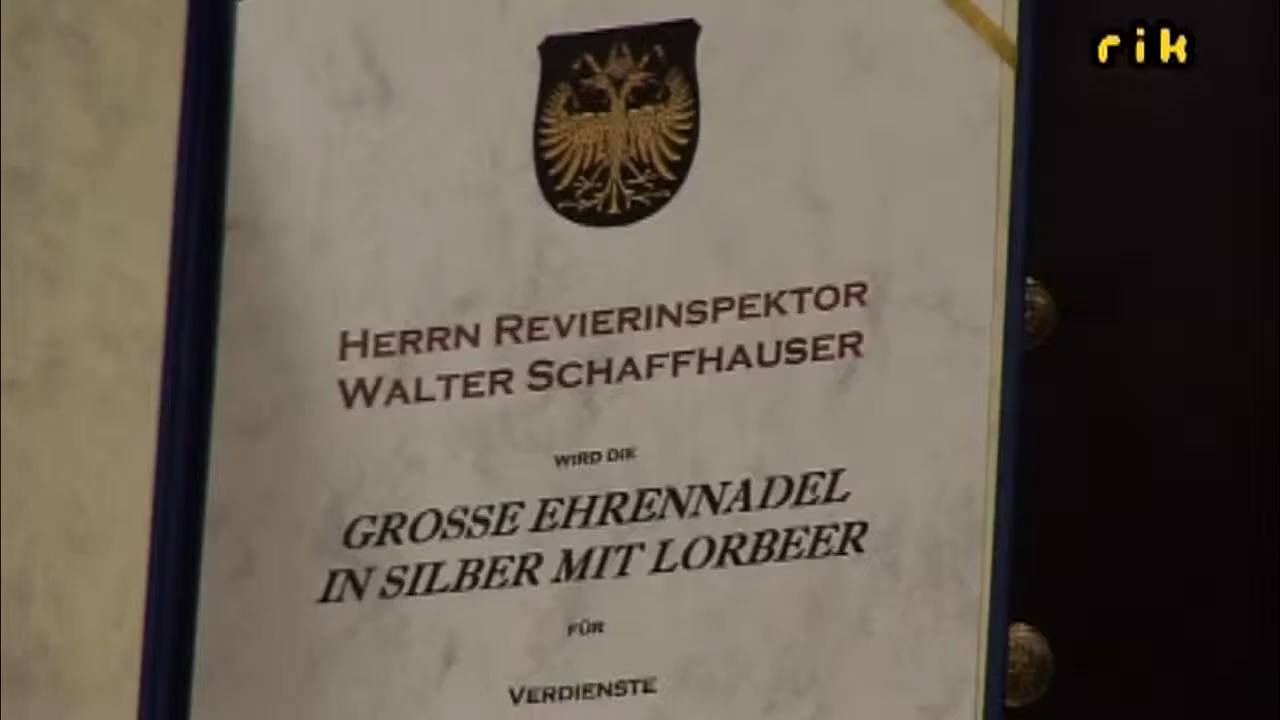 rik
HERRN REVIERINSPEKTOR
WALTER SCHAFFHAUSER
WIRD DIE
GROSSE EHRENNADEL
IN SILBER MIT LORBEER
FÜR
VERDIENSTE